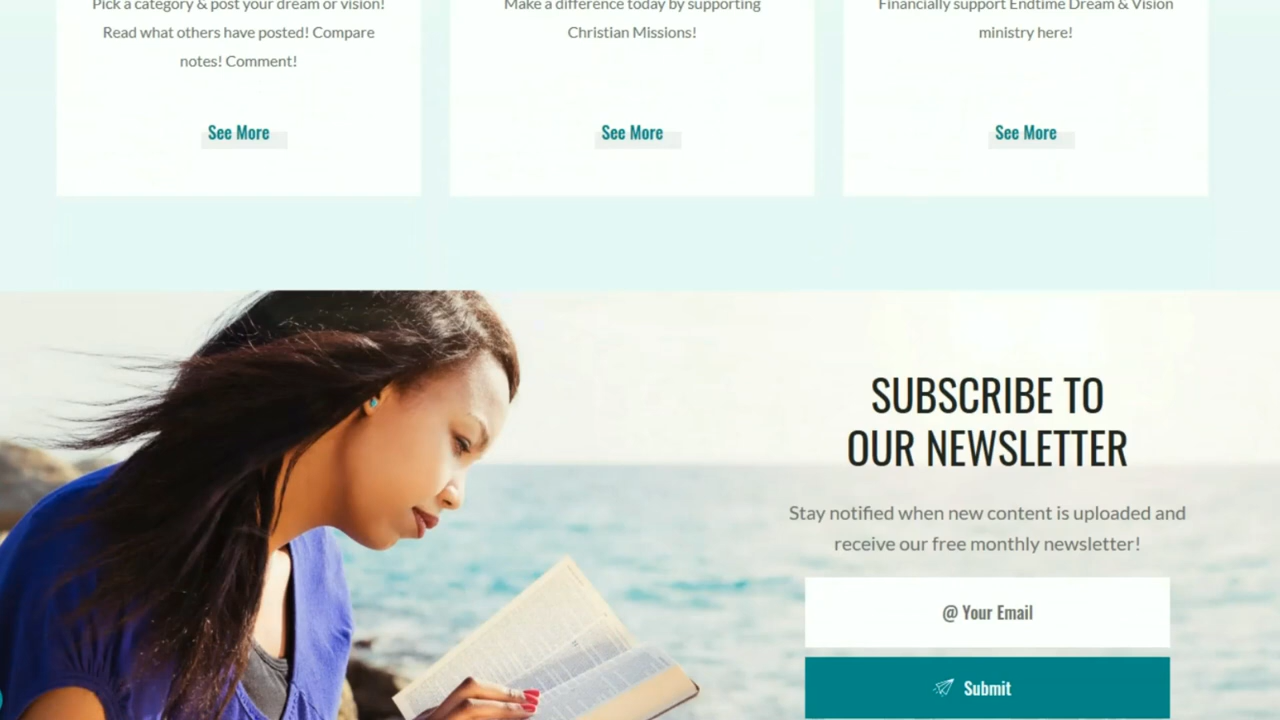 Pick a category & post your dream or vision!
Read what others have posted! Compare
notes! Comment!
See More
Make a difference today by supporting
Christian Missions!
See More
Financially support Endtime Dream & Vision
ministry here!
See More
SUBSCRIBE TO
OUR NEWSLETTER
Stay notified when new content is uploaded and
receive our free monthly newsletter!
@ Your Email
Submit